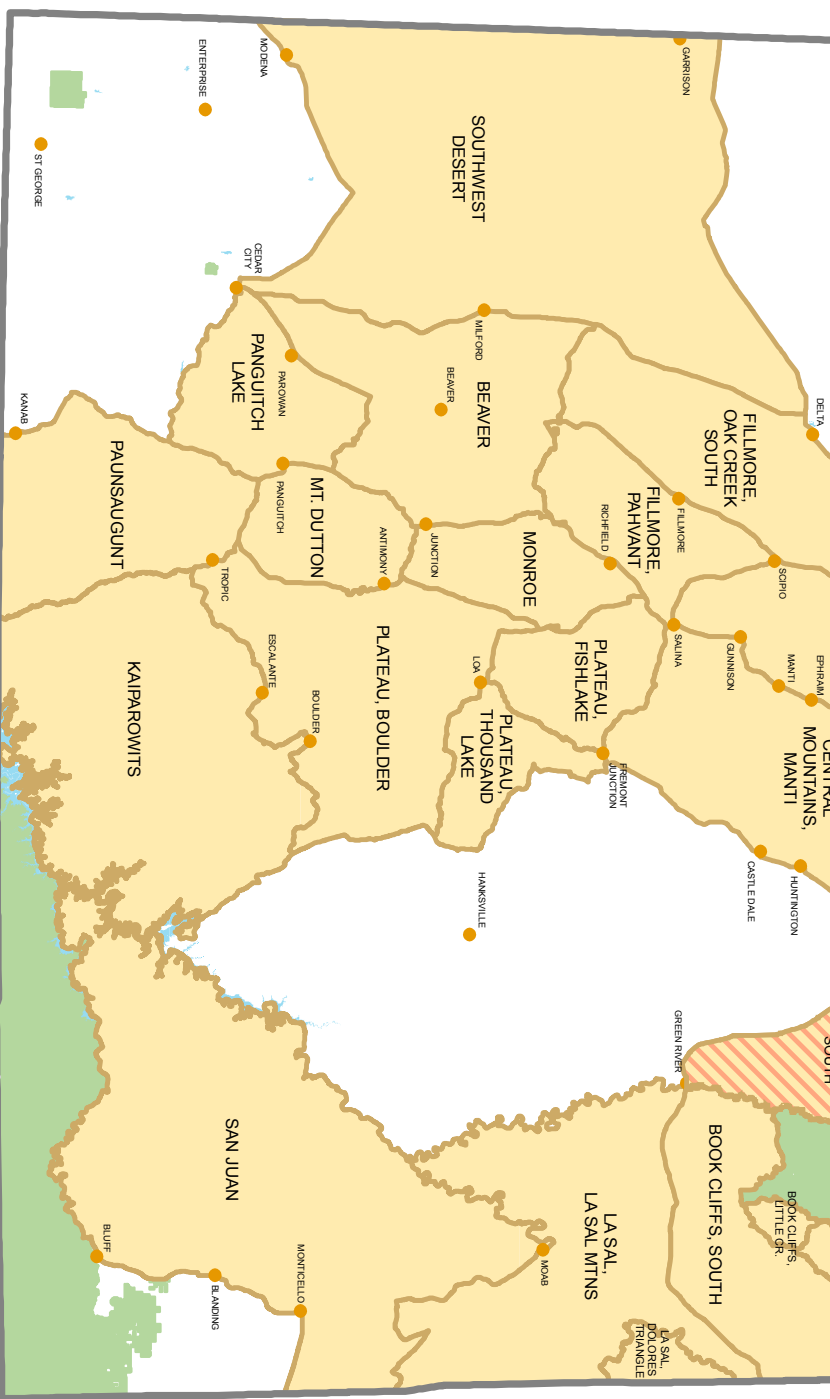 GARRISON
MODENA
ENTERPRISE
ST GEORGE
SOUTHWEST
DESERT
CEDAR
CITY
MILFORD
DELTA
PANGUITCH
LAKE
PAROWAN
BEAVER
BEAVER
FILLMORE,
OAK CREEK
SOUTH
KANAB
PAUNSAUGUNT
PANGUITCH
MT. DUTTON
ANTIMONY
JUNCTION
MONROE
RICHFIELD
FILLMORE,
PAHVANT
FILLMORE
SCIPIO
TROPIC
ESCALANTE
BOULDER
PLATEAU, BOULDER
KAIPAROWITS
LOA
PLATEAU,
FISHLAKE
PLATEAU,
THOUSAND
LAKE
SALINA
GUNNISON
MANTI
EPHRAIM
CENTRAL
MOUNTAINS,
MANTI
FREMONT
JUNCTION
CASTLE DALE
HUNTINGTON
HANKSVILLE
GREEN RIVER
SOUTH
BOOK CLIFFS, SOUTH
BOOK CLIFFS,
LITTLE CR.
SAN JUAN
LA SAL,
LA SAL MTNS
MOAB
LA SAL,
DOLORES
TRIANGLE
BLUFF
BLANDING
MONTICELLO